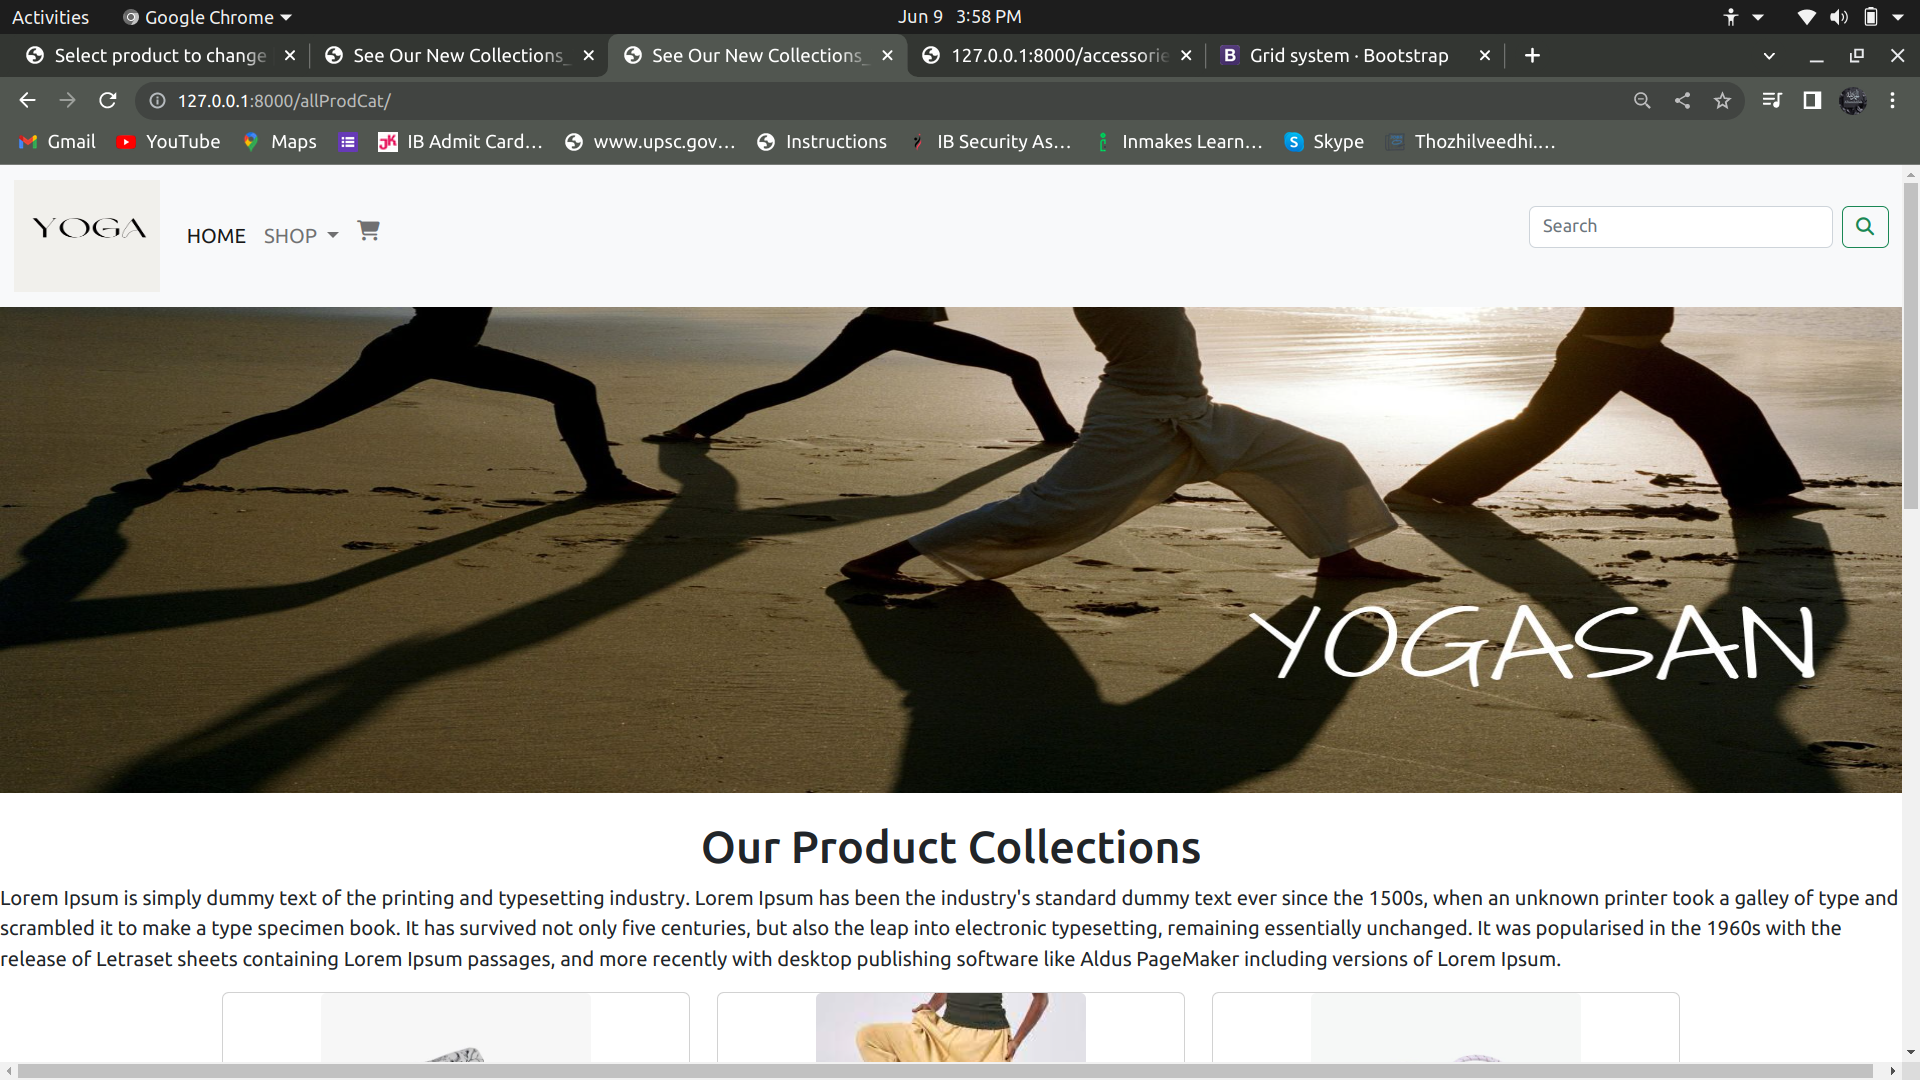 Activities
Google Chrome
Jun 9 3:58 PM
Select product to change
See Our New Collections_
See Our New Collections_
127.0.0.1:8000/accessorie
Grid system · Bootstrap
127.0.0.1:8000/allProdCat/
Gmail
YouTube
Maps
IB Admit Card...
www.upsc.gov...
Instructions
IB Security As...
Inmakes Learn...
Skype
Thozhilveedhi....
YOGA
HOME
SHOP
Search
YOGASAN
Our Product Collections
Lorem Ipsum is simply dummy text of the printing and typesetting industry. Lorem Ipsum has been the industry's standard dummy text ever since the 1500s, when an unknown printer took a galley of type and
scrambled it to make a type specimen book. It has survived not only five centuries, but also the leap into electronic typesetting, remaining essentially unchanged. It was popularised in the 1960s with the
release of Letraset sheets containing Lorem Ipsum passages, and more recently with desktop publishing software like Aldus PageMaker including versions of Lorem Ipsum.